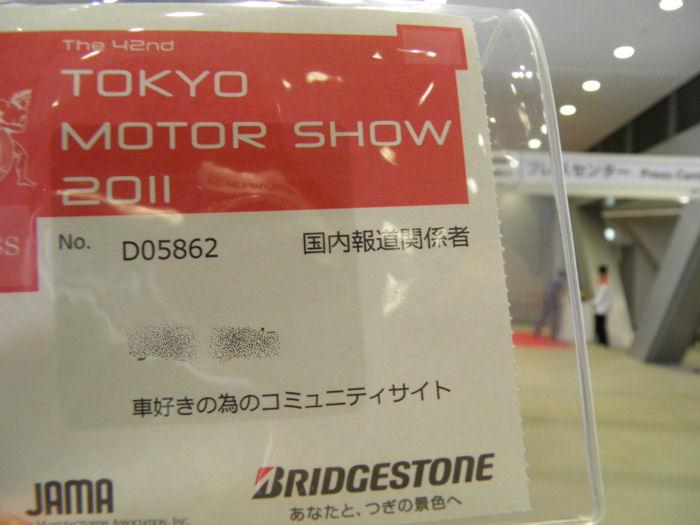 The 42nd
TOKYO
MOTOR SHOW
2011
No. D05862 国内報道関係者
車好きの為のコミュニティサイト
JAMA
BRIDGESTONE
あなたと、つぎの景色へ
プレスセンター Press